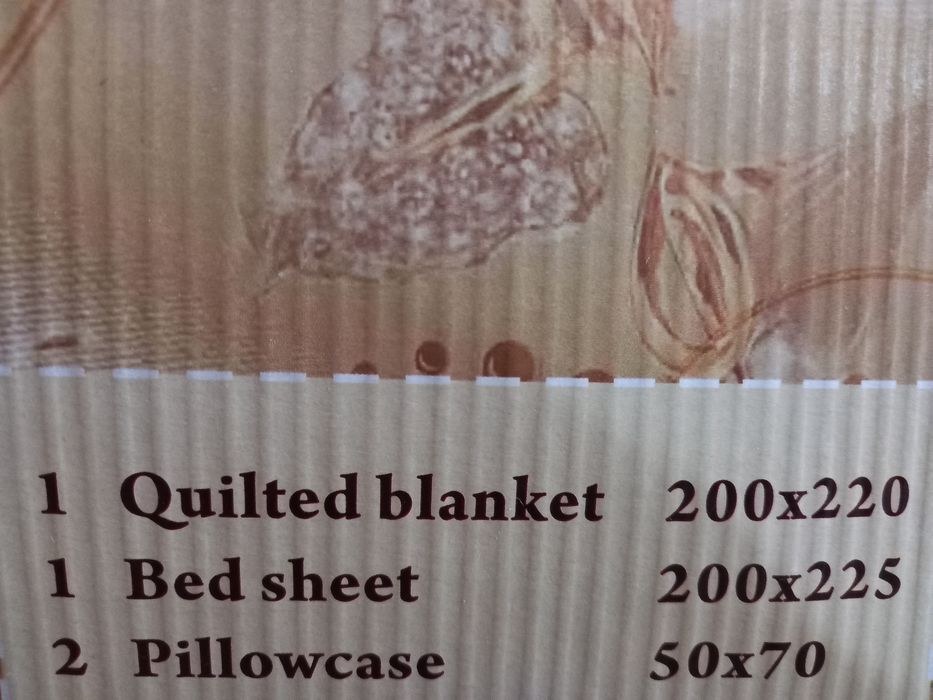 1 Quilted blanket 200x220
1 Bed sheet 200x225
2 Pillowcase 50x70